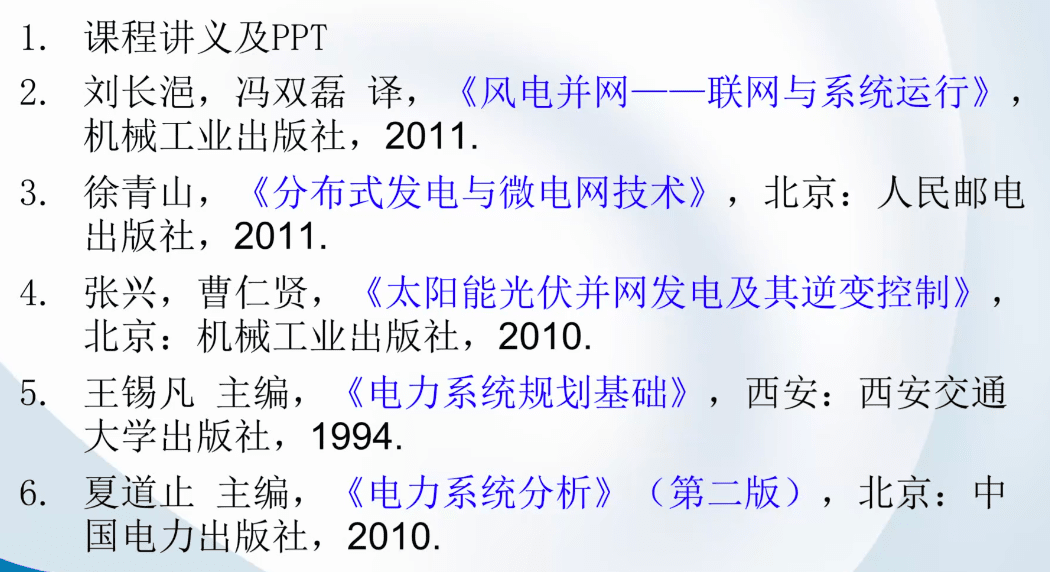 1. 课程讲义及PPT
2. 刘长浥，冯双磊 译，《风电并网——联网与系统运行》，
机械工业出版社，2011.
3. 徐青山，《分布式发电与微电网技术》，北京：人民邮电
出版社，2011.
4. 张兴，曹仁贤，《太阳能光伏并网发电及其逆变控制》，
北京：机械工业出版社，2010.
5. 王锡凡 主编，《电力系统规划基础》，西安：西安交通
大学出版社，1994.
6. 夏道止 主编，《电力系统分析》（第二版），北京：中
国电力出版社，2010.